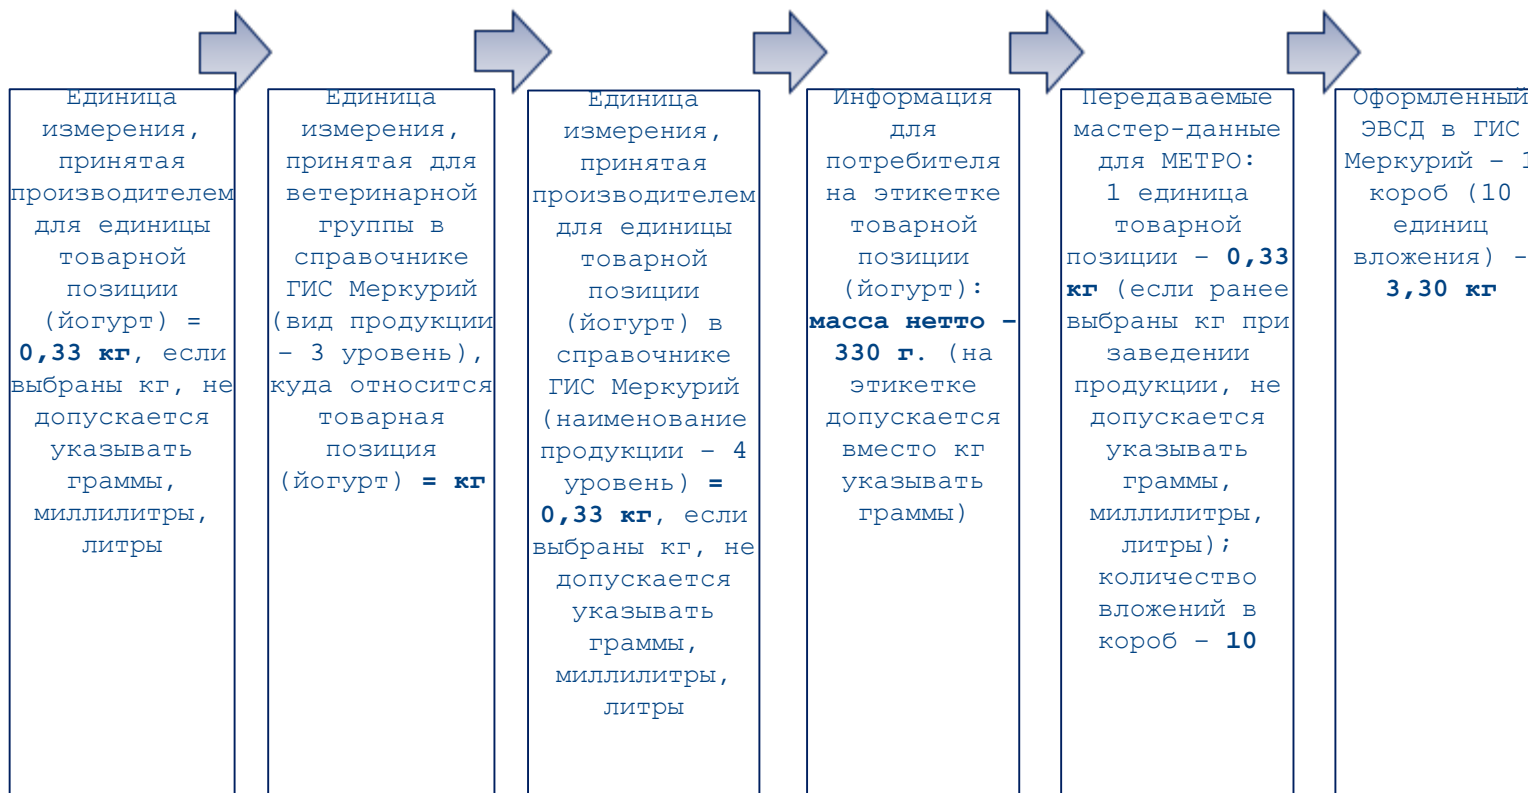 Единица
измерения,
принятая
производителем
для единицы
товарной
позиции
(йогурт) =
0,33 кг, если
выбраны кг, не
допускается
указывать
граммы,
миллилитры,
литры
Единица
измерения,
принятая для
ветеринарной
группы в
справочнике
ГИС Меркурий
(вид продукции
– 3 уровень),
куда относится
товарная
позиция
(йогурт) = кг
Единица
измерения,
принятая
производителем
для единицы
товарной
позиции
(йогурт) в
справочнике
ГИС Меркурий
(наименование
продукции – 4
уровень) =
0,33 кг, если
выбраны кг, не
допускается
указывать
граммы,
миллилитры,
литры
Информация
для
потребителя
на этикетке
товарной
позиции
(йогурт):
масса нетто –
330 г. (на
этикетке
допускается
вместо кг
указывать
граммы)
Передаваемые
мастер-данные
для МЕТРО:
1 единица
товарной
позиции – 0,33
кг (если ранее
выбраны кг при
заведении
продукции, не
допускается
указывать
граммы,
миллилитры,
литры);
количество
вложений в
короб – 10
Оформленный
ЭВСД в ГИС
Меркурий – 1
короб (10
единиц
вложения) –
3,30 кг